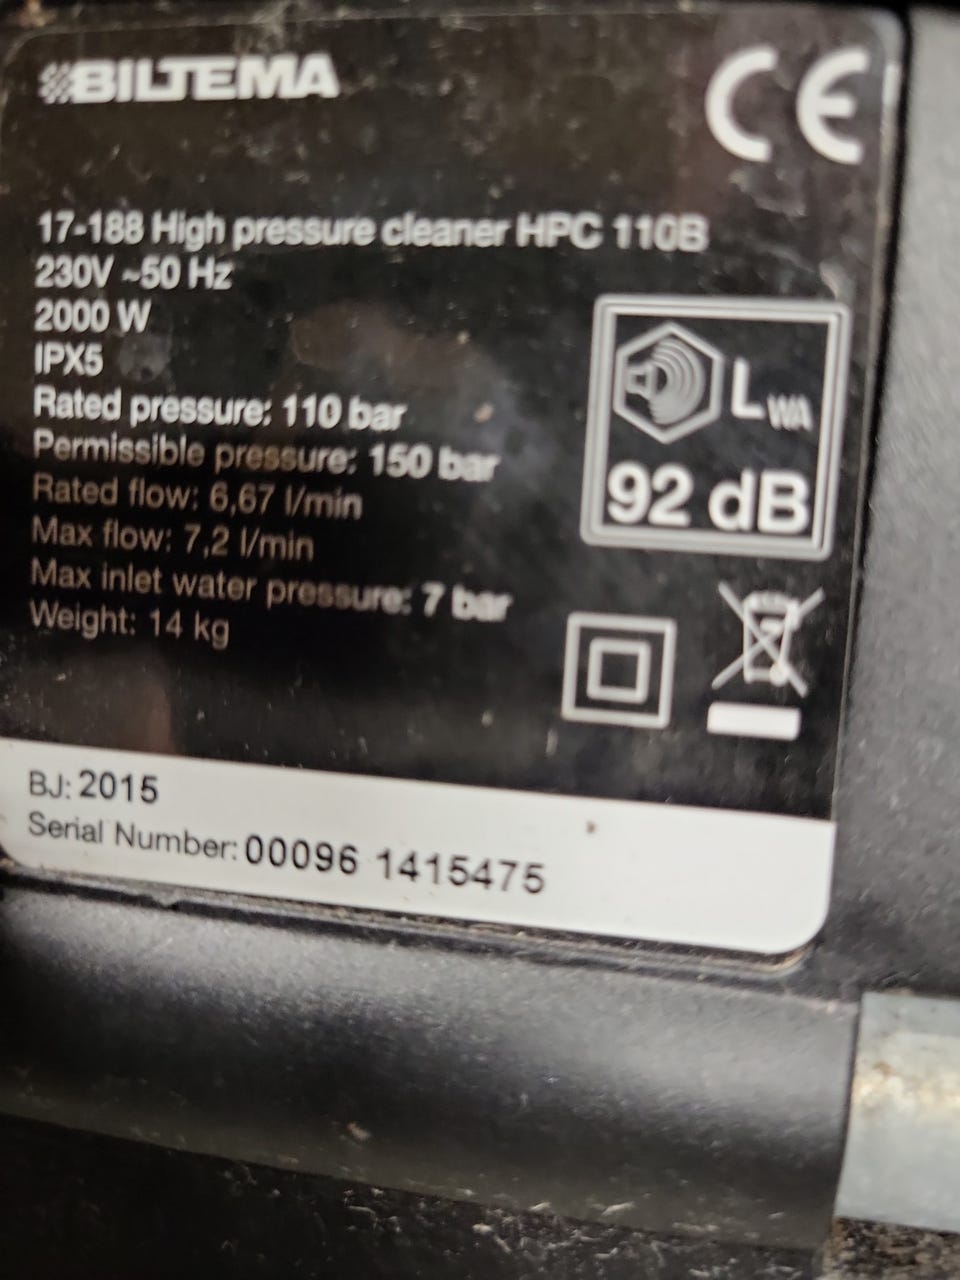 BILTEMA
CE
17-188 High pressure cleaner HPC 110B
230V ~50 Hz
2000 W
IPX5
Rated pressure: 110 bar
Permissible pressure: 150 bar
Rated flow: 6,67 l/min
Max flow: 7,2 l/min
Max inlet water pressure: 7 bar
Weight: 14 kg
LWA
92 dB
BJ: 2015
Serial Number: 00096 1415475